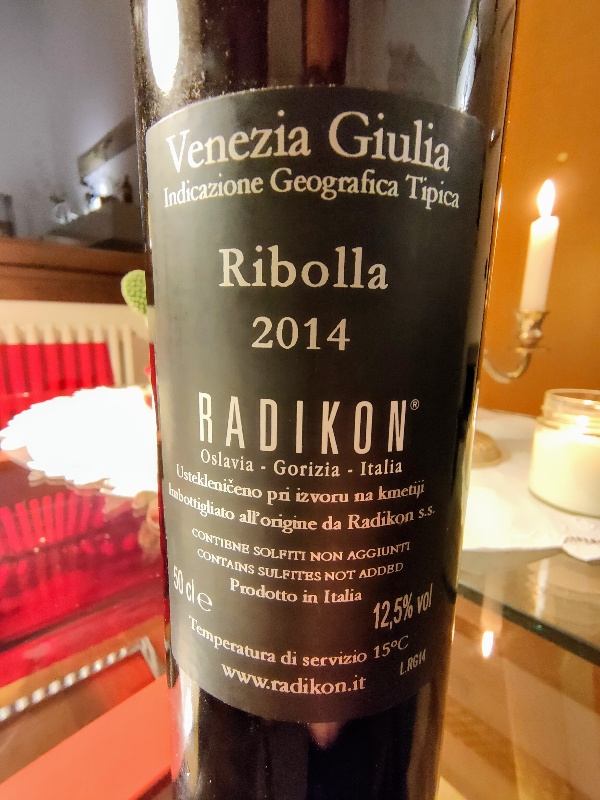 Venezia Giulia
Indicazione Geografica Tipica
Ribolla
2014
RADIKON®
Oslavia - Gorizia - Italia
Ustekleničeno pri izvoru na kmetiji
Imbottigliato all'origine da Radikon s.s.
CONTIENE SOLFITI NON AGGIUNTI
CONTAINS SULFITES NOT ADDED
Prodotto in Italia
50 cl ℮
12,5% vol
Temperatura di servizio 15°C
www.radikon.it
L.RG14